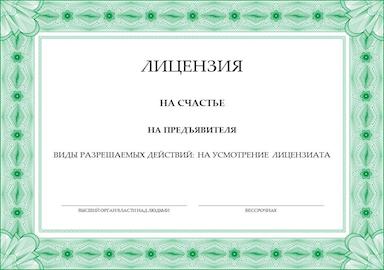 ЛИЦЕНЗИЯ
НА СЧАСТЬЕ
НА ПРЕДЪЯВИТЕЛЯ
ВИДЫ РАЗРЕШАЕМЫХ ДЕЙСТВИЙ: НА УСМОТРЕНИЕ ЛИЦЕНЗИАТА
ВЫСШИЙ ОРГАН ВЛАСТИ НАД ЛЮДЬМИ БЕССРОЧНАЯ